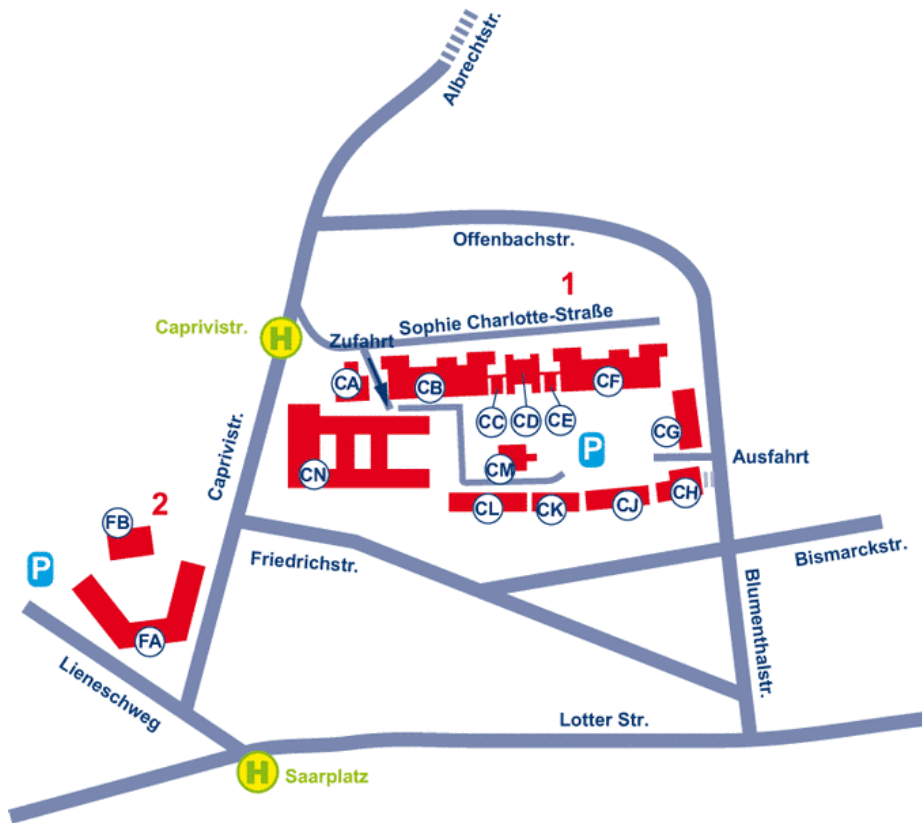 Albrechtstr.
Offenbachstr.
1
Caprivistr.
H
Sophie Charlotte-Straße
Zufahrt
CA
CB
CF
CC
CD
CE
CG
P
Ausfahrt
CM
CN
CH
CL
CK
CJ
Caprivistr.
2
FB
P
Friedrichstr.
Bismarckstr.
FA
Blumenthalstr.
Lieneschweg
Lotter Str.
H
Saarplatz